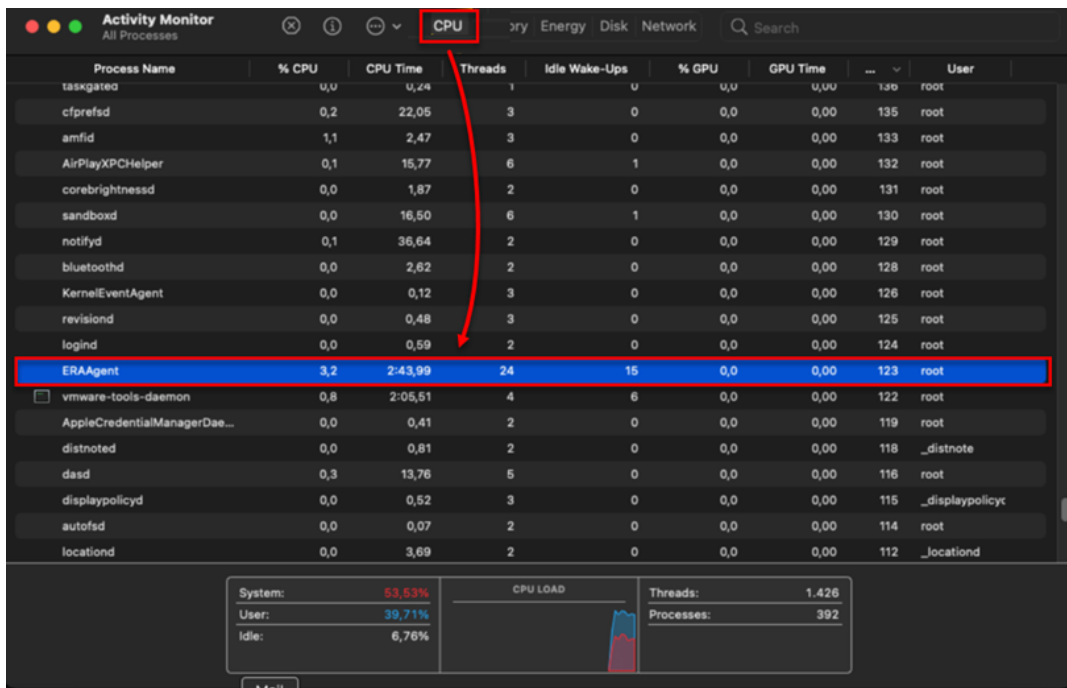 Activity Monitor
All Processes
CPU ory Energy Disk Network Search
Process Name % CPU CPU Time Threads Idle Wake-Ups % GPU GPU Time ... User
taskgated 0,0 0,24 1 0 0,0 0,00 136 root
cfprefsd 0,2 22,05 3 0 0,0 0,00 135 root
amfid 1,1 2,47 3 0 0,0 0,00 133 root
AirPlayXPCHelper 0,1 15,77 6 1 0,0 0,00 132 root
corebrightnessd 0,0 1,87 2 0 0,0 0,00 131 root
sandboxd 0,0 16,50 6 1 0,0 0,00 130 root
notifyd 0,1 36,64 2 0 0,0 0,00 129 root
bluetoothd 0,0 2,62 2 0 0,0 0,00 128 root
KernelEventAgent 0,0 0,12 3 0 0,0 0,00 126 root
revisiond 0,0 0,48 3 0 0,0 0,00 125 root
logind 0,0 0,59 2 0 0,0 0,00 124 root
ERAAgent 3,2 2:43,99 24 15 0,0 0,00 123 root
vmware-tools-daemon 0,8 2:05,51 4 6 0,0 0,00 122 root
AppleCredentialManagerDae... 0,0 0,41 2 0 0,0 0,00 119 root
distnoted 0,0 0,81 2 0 0,0 0,00 118 _distnote
dasd 0,3 13,76 5 0 0,0 0,00 116 root
displaypolicyd 0,0 0,52 3 0 0,0 0,00 115 _displaypolicyc
autofsd 0,0 0,07 2 0 0,0 0,00 114 root
locationd 0,0 3,69 2 0 0,0 0,00 112 _locationd
System: 53,53% CPU LOAD Threads: 1.426
User: 39,71% Processes: 392
Idle: 6,76%